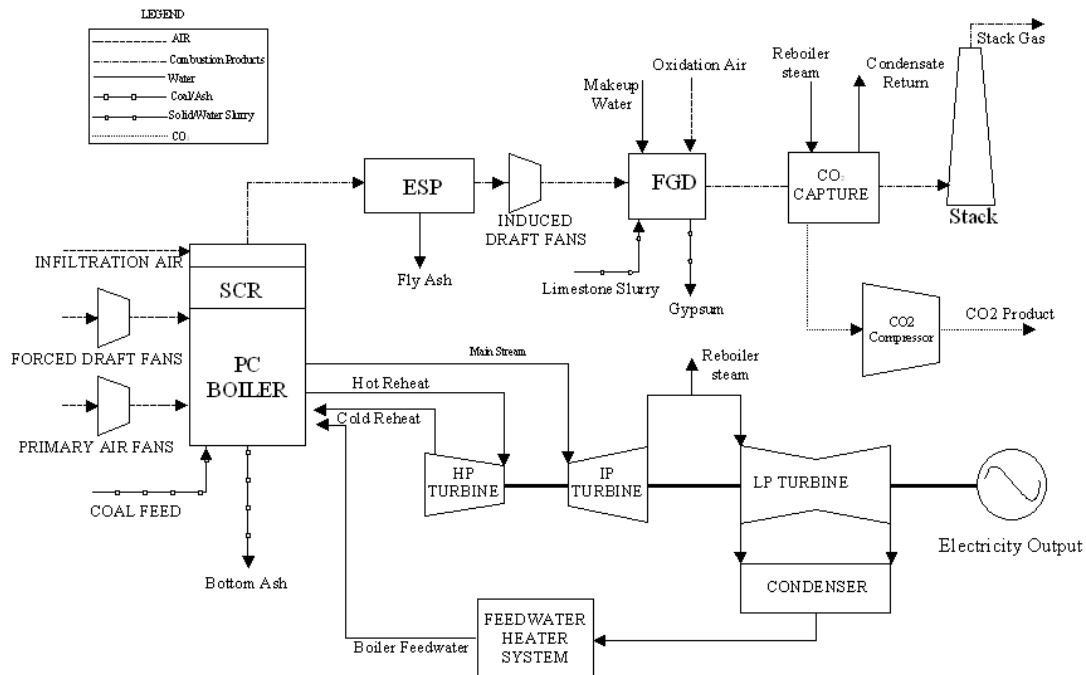 LEGEND
AIR
Combustion Products
Water
Coal/Ash
Solid/Water Slurry
CO2
Stack Gas
Oxidation Air
Makeup
Water
Reboiler
steam
Condensate
Return
ESP
FGD
CO2
CAPTURE
Stack
INDUCED
DRAFT FANS
INFILTRATION AIR
SCR
Fly Ash
Limestone Slurry
Gypsum
CO2
Compressor
CO2 Product
FORCED DRAFT FANS
PC
BOILER
Main Stream
Reboiler
steam
Hot Reheat
Cold Reheat
PRIMARY AIR FANS
HP
TURBINE
IP
TURBINE
LP TURBINE
COAL FEED
Electricity Output
Bottom Ash
CONDENSER
FEEDWATER
HEATER
SYSTEM
Boiler Feedwater